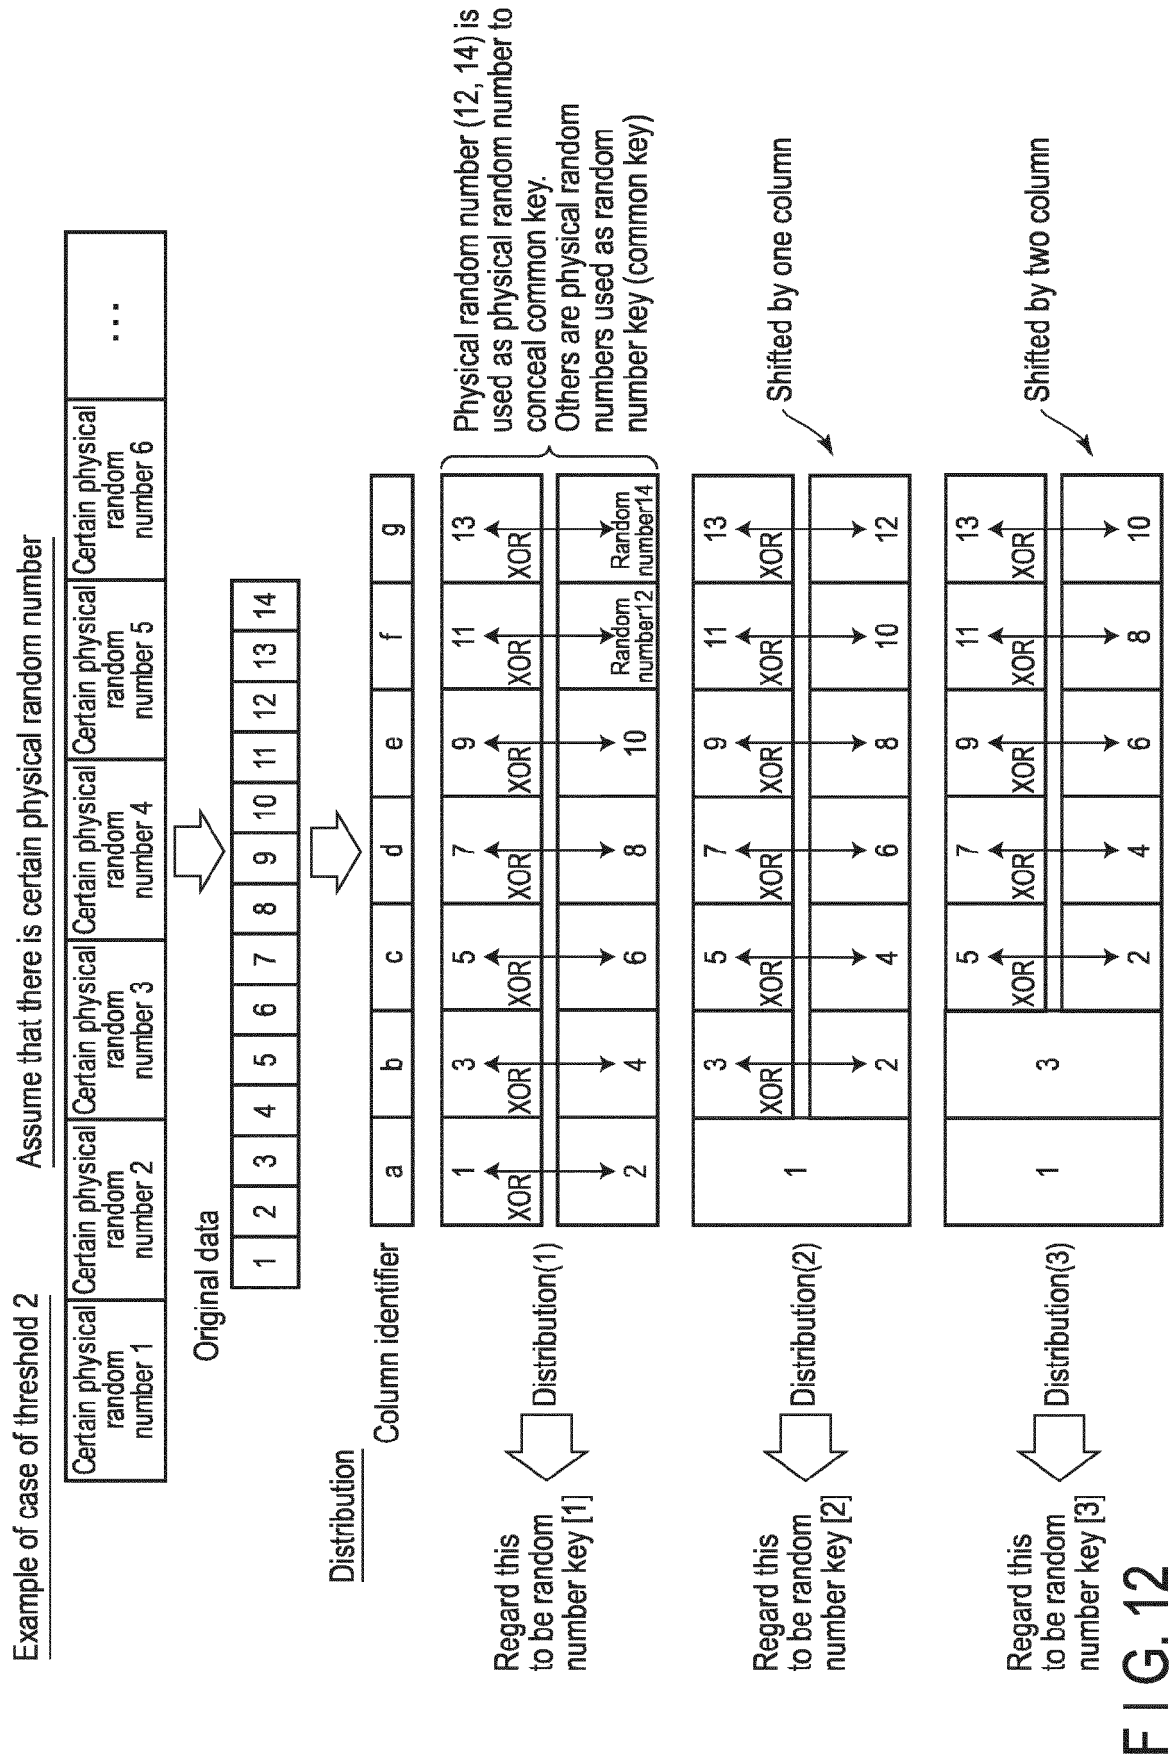 Example of case of threshold 2
Assume that there is certain physical random number
Certain physical random number 1
Certain physical random number 2
Certain physical random number 3
Certain physical random number 4
Certain physical random number 5
Certain physical random number 6
...
Original data
1 2 3 4 5 6 7 8 9 10 11 12 13 14
Distribution
Column identifier
a b c d e f g
Regard this
to be random
number key [1]
Distribution(1)
1 3 5 7 9 11 13
XOR XOR XOR XOR XOR XOR XOR
2 4 6 8 10 Random number12 Random number14
Physical random number (12, 14) is
used as physical random number to
conceal common key.
Others are physical random
numbers used as random
number key (common key)
Regard this
to be random
number key [2]
Distribution(2)
1 3 5 7 9 11 13
XOR XOR XOR XOR XOR XOR
2 4 6 8 10 12
Shifted by one column
Regard this
to be random
number key [3]
Distribution(3)
1 3 5 7 9 11 13
XOR XOR XOR XOR XOR
2 4 6 8 10
Shifted by two column
FIG. 12